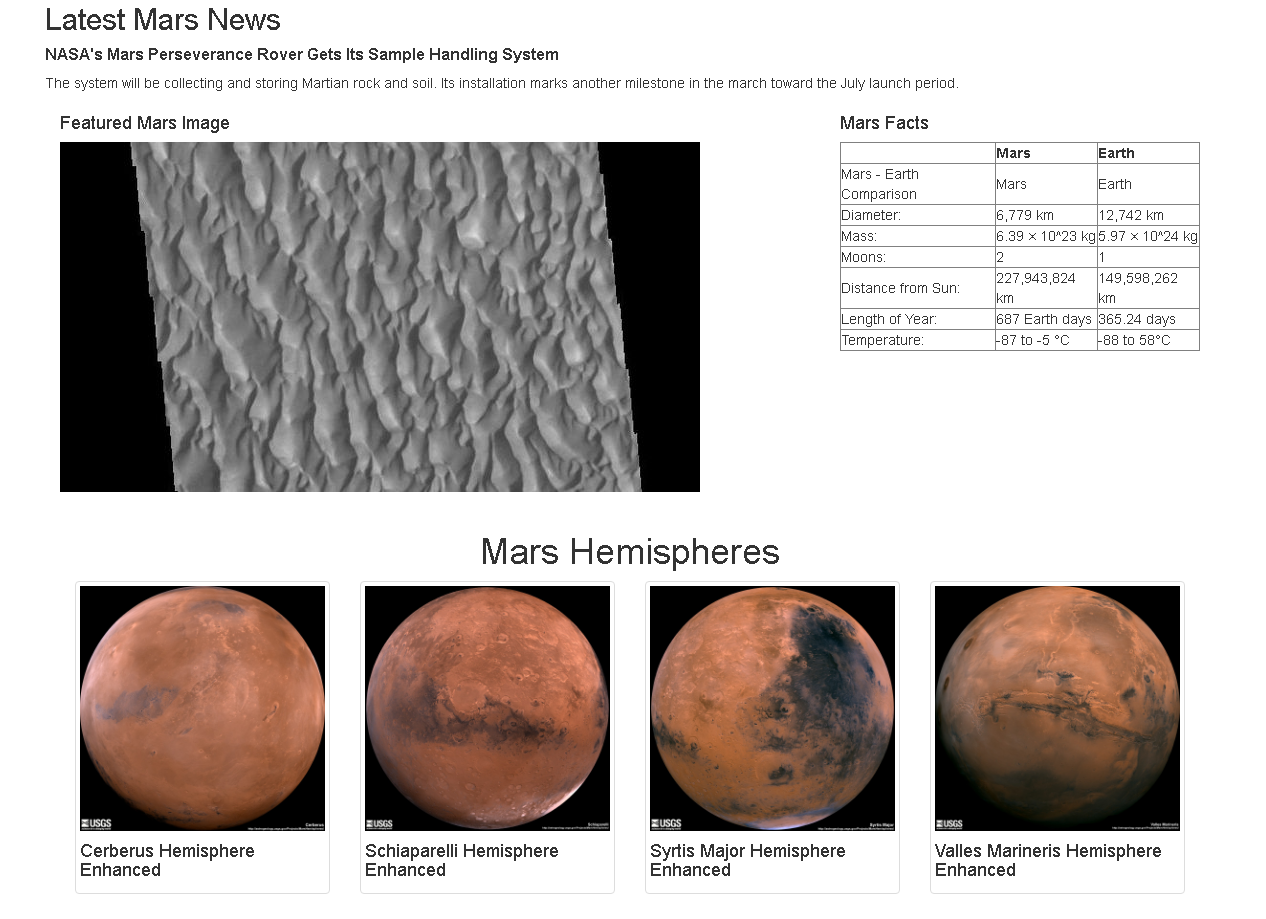 Latest Mars News
NASA's Mars Perseverance Rover Gets Its Sample Handling System
The system will be collecting and storing Martian rock and soil. Its installation marks another milestone in the march toward the July launch period.
Featured Mars Image
Mars Facts
Mars Earth
Mars - Earth
Comparison Mars Earth
Diameter: 6,779 km 12,742 km
Mass: 6.39 × 10^23 kg 5.97 × 10^24 kg
Moons: 2 1
Distance from Sun: 227,943,824 km 149,598,262 km
Length of Year: 687 Earth days 365.24 days
Temperature: -87 to -5 °C -88 to 58°C
Mars Hemispheres
USGS Cerberus
USGS Schiaparelli
USGS Syrtis Major
USGS Valles Marineris
Cerberus Hemisphere
Enhanced
Schiaparelli Hemisphere
Enhanced
Syrtis Major Hemisphere
Enhanced
Valles Marineris Hemisphere
Enhanced